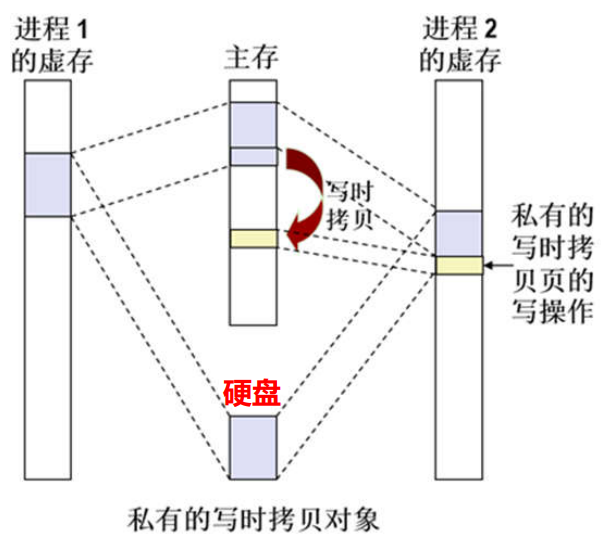 进程 1
的虚存
主存
进程 2
的虚存
写时
拷贝
私有的
写时拷
贝页的
写操作
硬盘
私有的写时拷贝对象